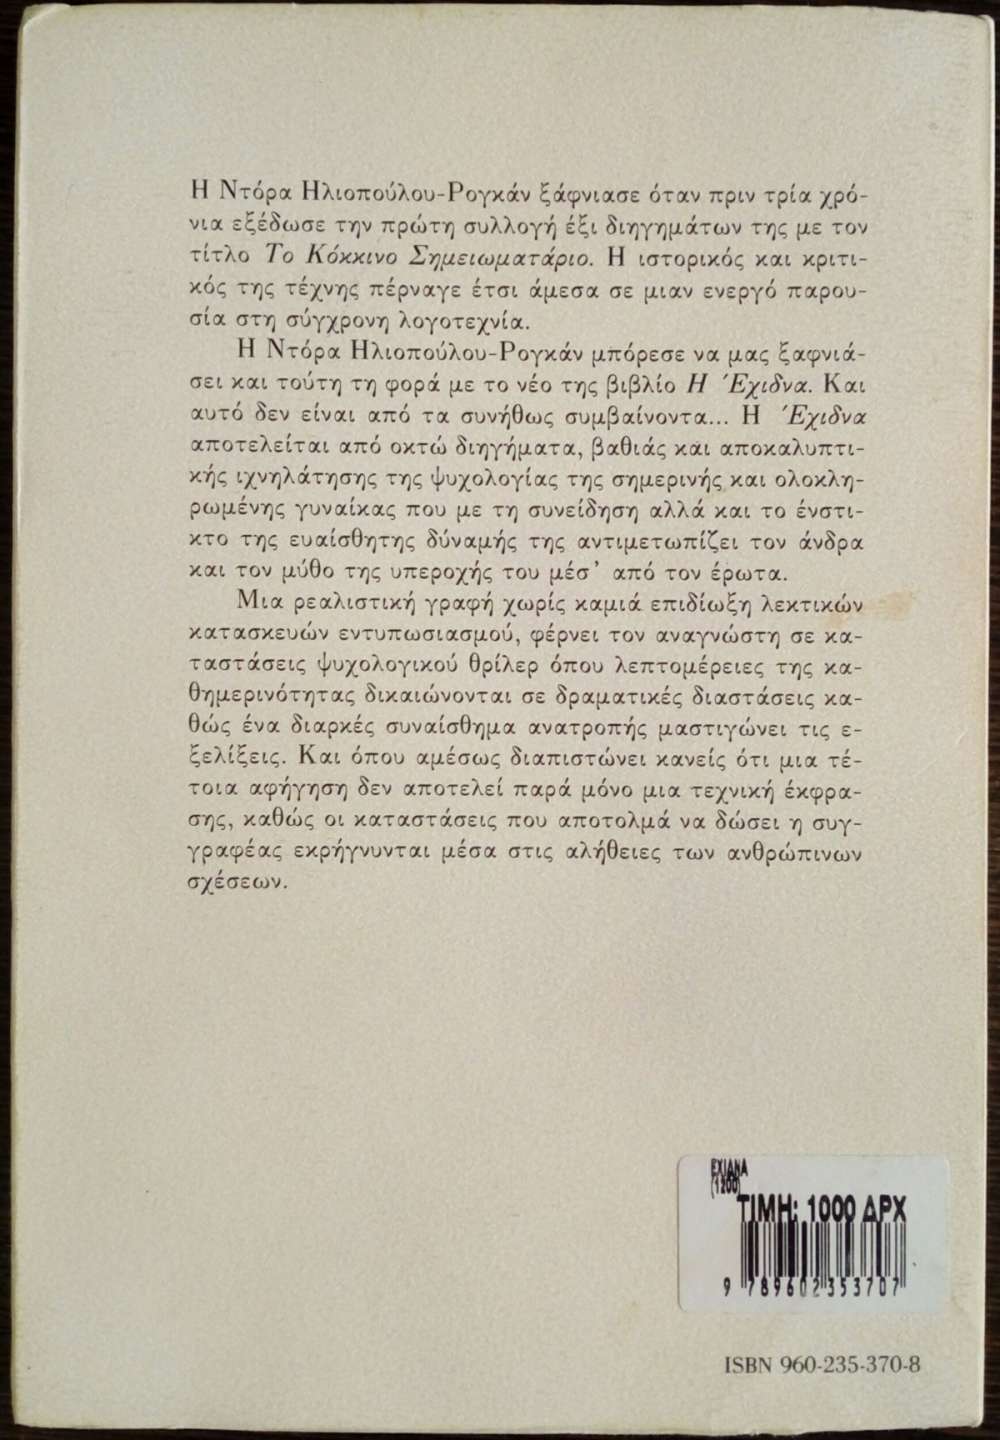 Η Ντόρα Ηλιοπούλου-Ρογκάν ξάφνιασε όταν πριν τρία χρό-
νια εξέδωσε την πρώτη συλλογή έξι διηγημάτων της με τον
τίτλο Το Κόκκινο Σημειωματάριο. Η ιστορικός και κριτι-
κός της τέχνης πέρναγε έτσι άμεσα σε μιαν ενεργό παρου-
σία στη σύγχρονη λογοτεχνία.
Η Ντόρα Ηλιοπούλου-Ρογκάν μπόρεσε να μας ξαφνιά-
σει και τούτη τη φορά με το νέο της βιβλίο Η Έχιδνα. Και
αυτό δεν είναι από τα συνήθως συμβαίνοντα... Η Έχιδνα
αποτελείται από οκτώ διηγήματα, βαθιάς και αποκαλυπτι-
κής ιχνηλάτησης της ψυχολογίας της σημερινής και ολοκλη-
ρωμένης γυναίκας που με τη συνείδηση αλλά και το ένστι-
κτο της ευαίσθητης δύναμής της αντιμετωπίζει τον άνδρα
και τον μύθο της υπεροχής του μέσ' από τον έρωτα.
Μια ρεαλιστική γραφή χωρίς καμιά επιδίωξη λεκτικών
κατασκευών εντυπωσιασμού, φέρνει τον αναγνώστη σε κα-
ταστάσεις ψυχολογικού θρίλερ όπου λεπτομέρειες της κα-
θημερινότητας δικαιώνονται σε δραματικές διαστάσεις κα-
θώς ένα διαρκές συναίσθημα ανατροπής μαστιγώνει τις ε-
ξελίξεις. Και όπου αμέσως διαπιστώνει κανείς ότι μια τέ-
τοια αφήγηση δεν αποτελεί παρά μόνο μια τεχνική έκφρα-
σης, καθώς οι καταστάσεις που αποτολμά να δώσει η συγ-
γραφέας εκρήγνυνται μέσα στις αλήθειες των ανθρώπινων
σχέσεων.
ΕΧΙΔΝΑ
(1200)
ΤΙΜΗ: 1000 ΔΡΧ
9 789602 353707
ISBN 960-235-370-8